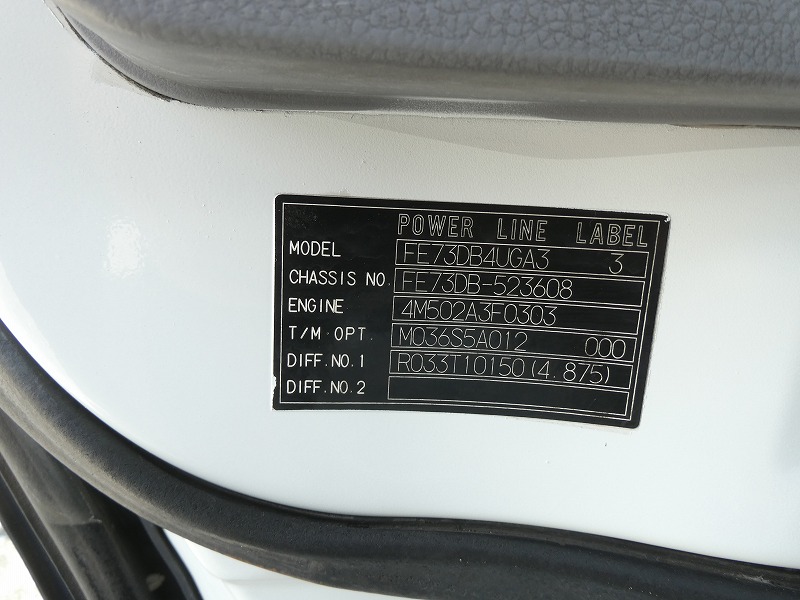 POWER LINE LABEL
MODEL FE73DB4UGA3 3
CHASSIS NO. FE73DB-523608
ENGINE 4M502A3F0303
T/M·OPT. M036S5A012 000
DIFF.NO.1 R033T10150(4.875)
DIFF.NO.2